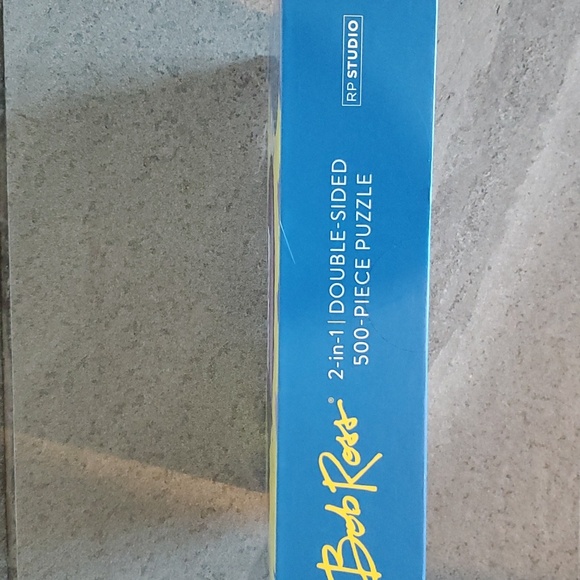 Bob Ross
2-in-1 | DOUBLE-SIDED
500-PIECE PUZZLE
RP STUDIO